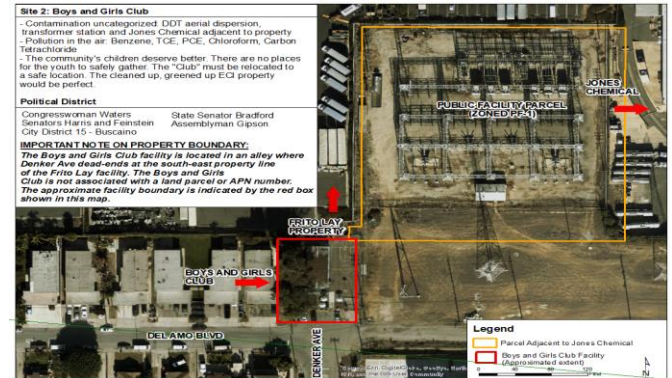 Site 2: Boys and Girls Club
- Contamination uncategorized: DDT aerial dispersion,
transformer station and Jones Chemical adjacent to property
- Pollution in the air: Benzene, TCE, PCE, Chloroform, Carbon
Tetrachloride
- The community's children deserve better. There are no places
for the youth to safely gather. The "Club" must be relocated to
a safe location. The cleaned up, greened up ECI property
would be perfect.
Political District
Congresswoman Waters
Senators Harris and Feinstein
City District 15 - Buscaino
State Senator Bradford
Assemblyman Gipson
IMPORTANT NOTE ON PROPERTY BOUNDARY:
The Boys and Girls Club facility is located in an alley where
Denker Ave dead-ends at the south-east property line
of the Frito Lay facility. The Boys and Girls
Club is not associated with a land parcel or APN number.
The approximate facility boundary is indicated by the red box
shown in this map.
JONES
CHEMICAL
PUBLIC FACILITY PARCEL
(ZONED PF-1)
FRITO LAY
PROPERTY
BOYS AND GIRLS
CLUB
DEL AMO BLVD
DENKER AVE
Legend
Parcel Adjacent to Jones Chemical
Boys and Girls Club Facility
(Approximated extent)
0
40
80
N